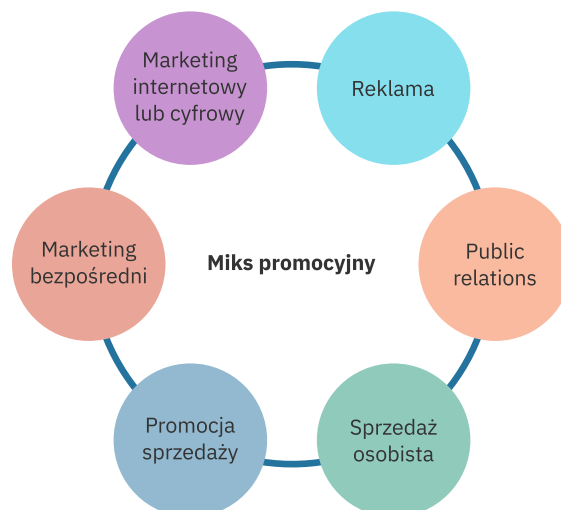 Marketing
internetowy
lub cyfrowy
Reklama
Marketing
bezpośredni
Miks promocyjny
Public
relations
Promocja
sprzedaży
Sprzedaż
osobista